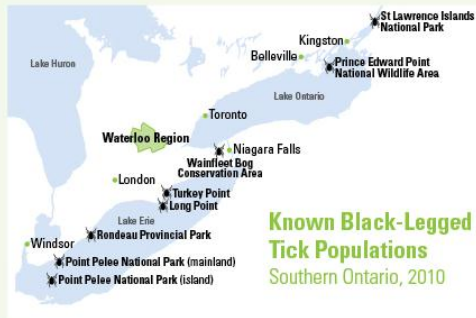 St Lawrence Islands
National Park
Kingston
Belleville
Prince Edward Point
National Wildlife Area
Lake Huron
Lake Ontario
Toronto
Waterloo Region
Niagara Falls
Wainfleet Bog
Conservation Area
London
Turkey Point
Long Point
Lake Erie
Rondeau Provincial Park
Windsor
Point Pelee National Park (mainland)
Point Pelee National Park (island)
Known Black-Legged
Tick Populations
Southern Ontario, 2010